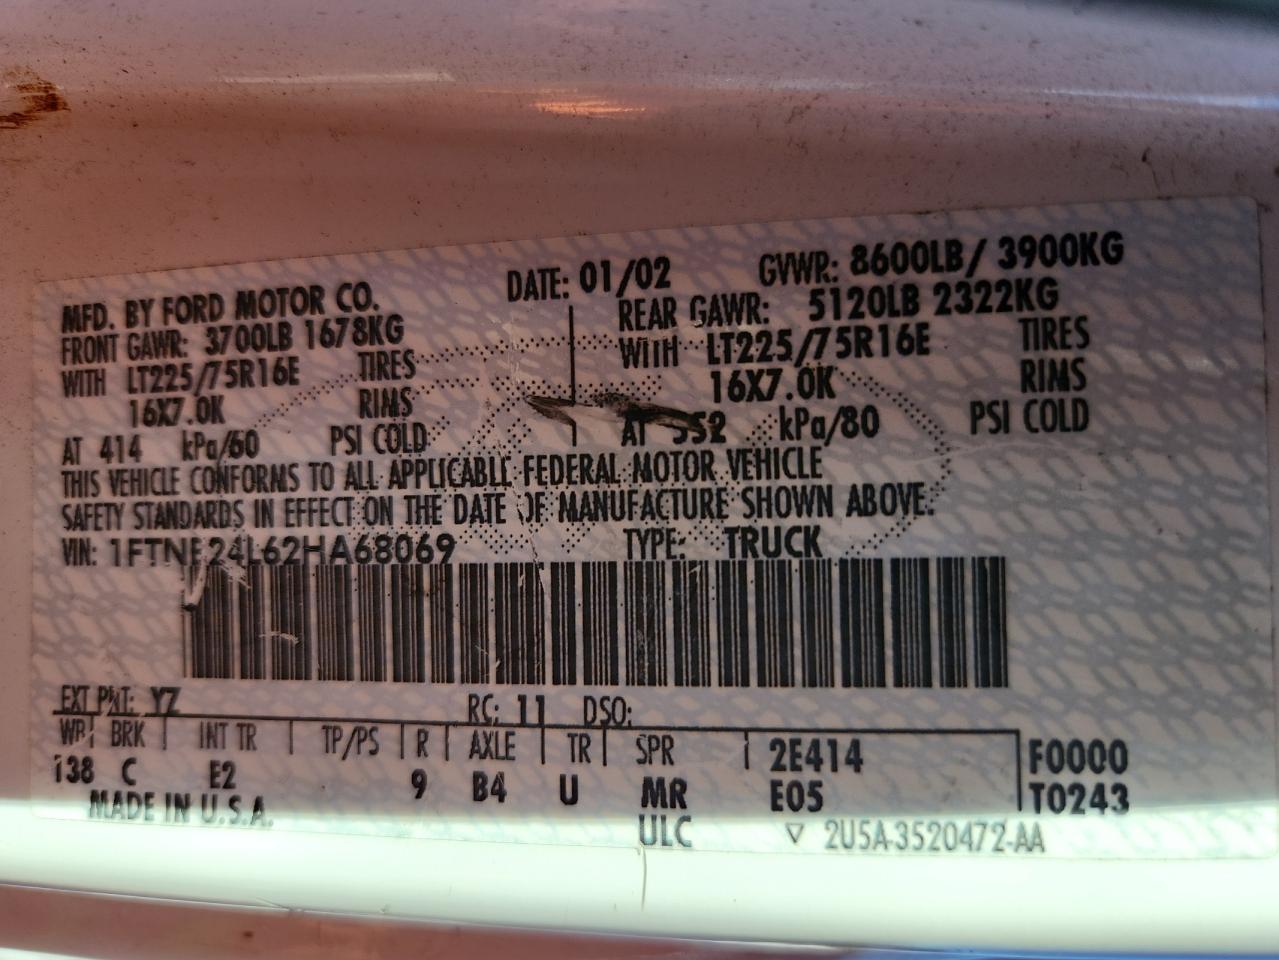 MFD. BY FORD MOTOR CO. DATE: 01/02 GVWR: 8600LB / 3900KG
FRONT GAWR: 3700LB 1678KG REAR GAWR: 5120LB 2322KG
WITH LT225/75R16E TIRES WITH LT225/75R16E TIRES
16X7.0K RIMS 16X7.0K RIMS
AT 414 kPa/60 PSI COLD AT 552 kPa/80 PSI COLD
THIS VEHICLE CONFORMS TO ALL APPLICABLE FEDERAL MOTOR VEHICLE
SAFETY STANDARDS IN EFFECT ON THE DATE OF MANUFACTURE SHOWN ABOVE.
VIN: 1FTNF24L62HA68069 TYPE: TRUCK
EXT PNT: YZ RC: 11 DSO:
WB BRK INT TR TP/PS R AXLE TR SPR 2E414 F0000
138 C E2 9 B4 U MR E05 T0243
MADE IN U.S.A. ULC ▽ 2U5A-3520472-AA